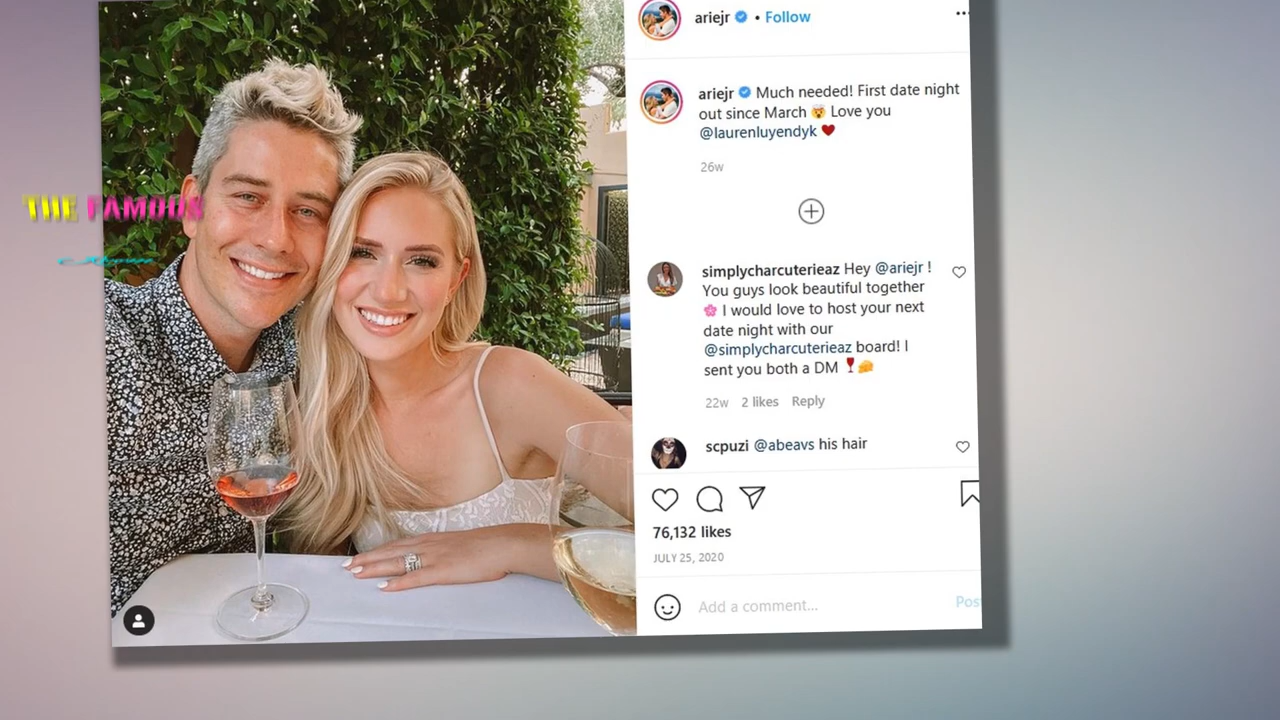 THE FAMOUS
ariejr • Follow
ariejr Much needed! First date night
out since March 🤯 Love you
@laurenluyendyk ❤️
26w
simplycharcuterieaz Hey @ariejr !
You guys look beautiful together
🌸 I would love to host your next
date night with our
@simplycharcuterieaz board! I
sent you both a DM 🍷🧀
22w 2 likes Reply
scpuzi @abeavs his hair
76,132 likes
JULY 25, 2020
Add a comment...
Pos